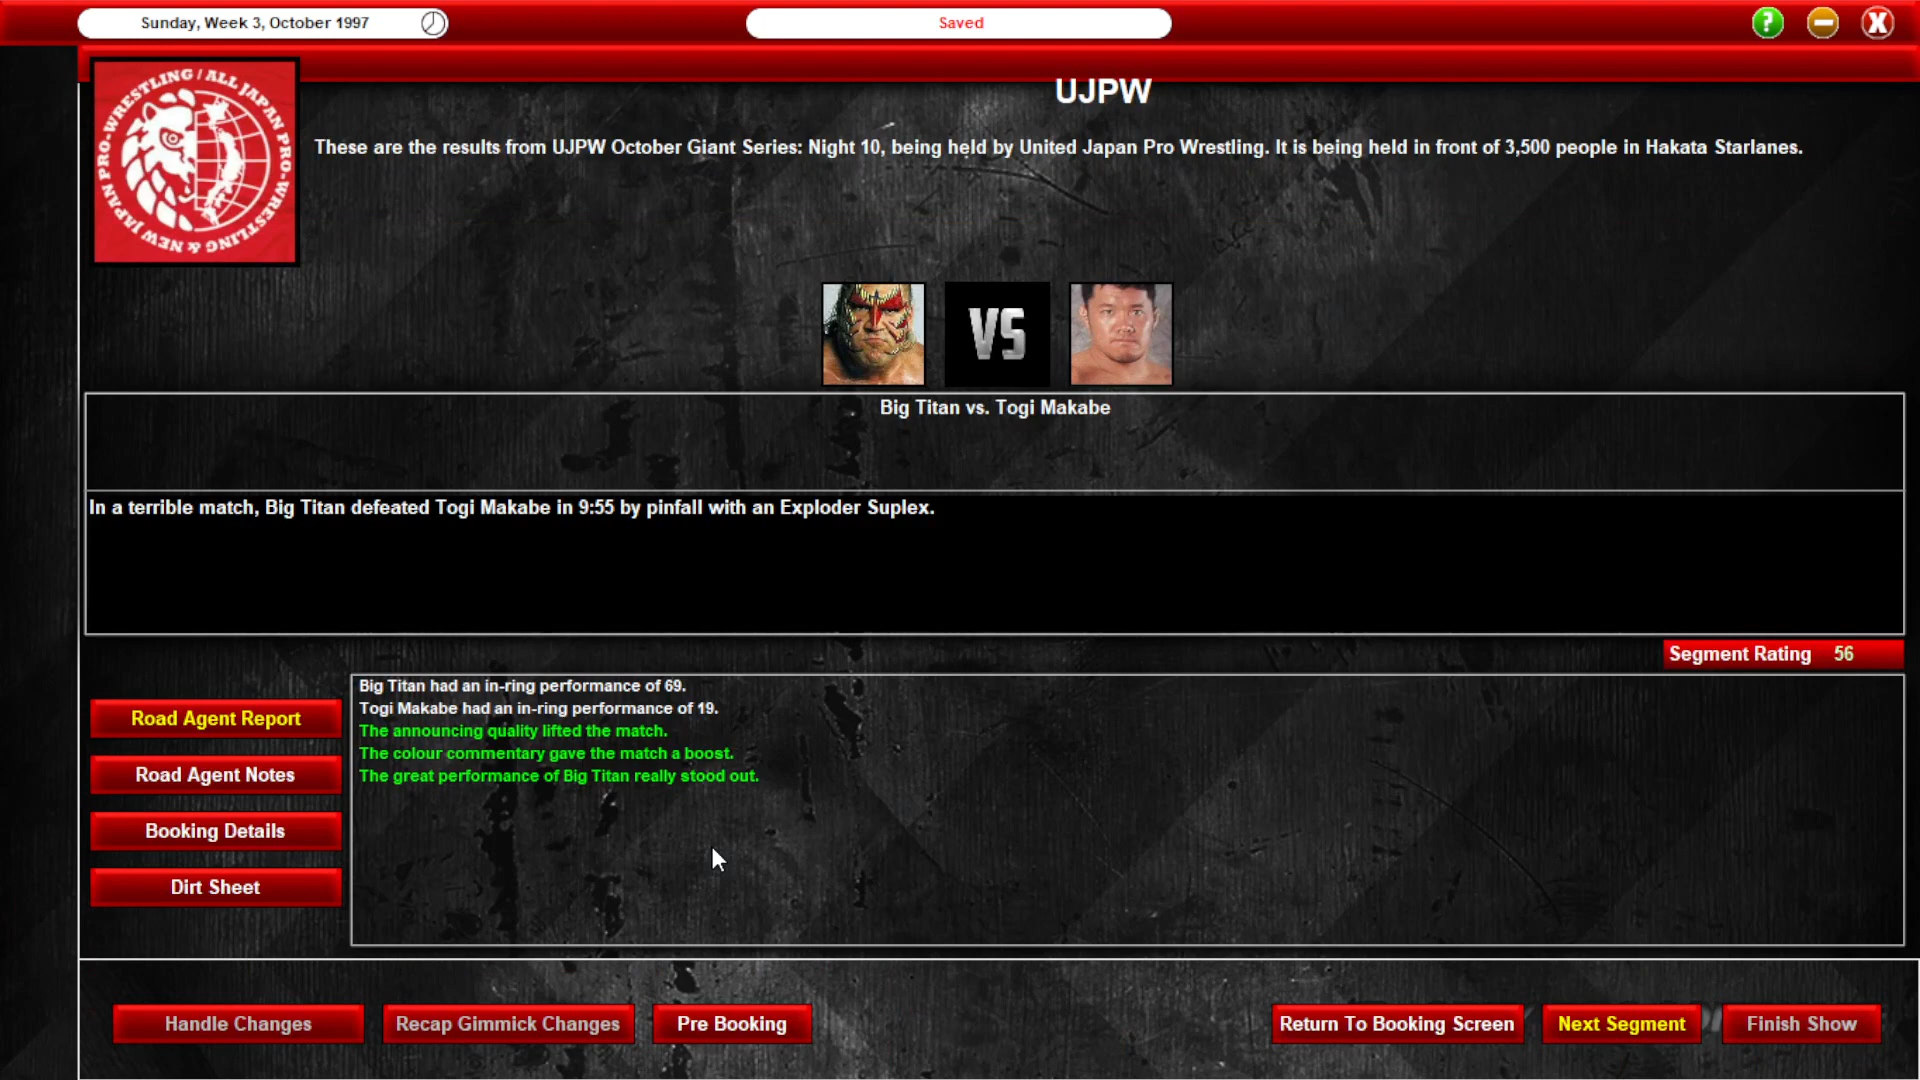 Sunday, Week 3, October 1997
Saved
?
X
NEW JAPAN PRO-WRESTLING / ALL JAPAN PRO-WRESTLING &
UJPW
These are the results from UJPW October Giant Series: Night 10, being held by United Japan Pro Wrestling. It is being held in front of 3,500 people in Hakata Starlanes.
VS
Big Titan vs. Togi Makabe
In a terrible match, Big Titan defeated Togi Makabe in 9:55 by pinfall with an Exploder Suplex.
Segment Rating 56
Big Titan had an in-ring performance of 69.
Togi Makabe had an in-ring performance of 19.
The announcing quality lifted the match.
The colour commentary gave the match a boost.
The great performance of Big Titan really stood out.
Road Agent Report
Road Agent Notes
Booking Details
Dirt Sheet
Handle Changes
Recap Gimmick Changes
Pre Booking
Return To Booking Screen
Next Segment
Finish Show